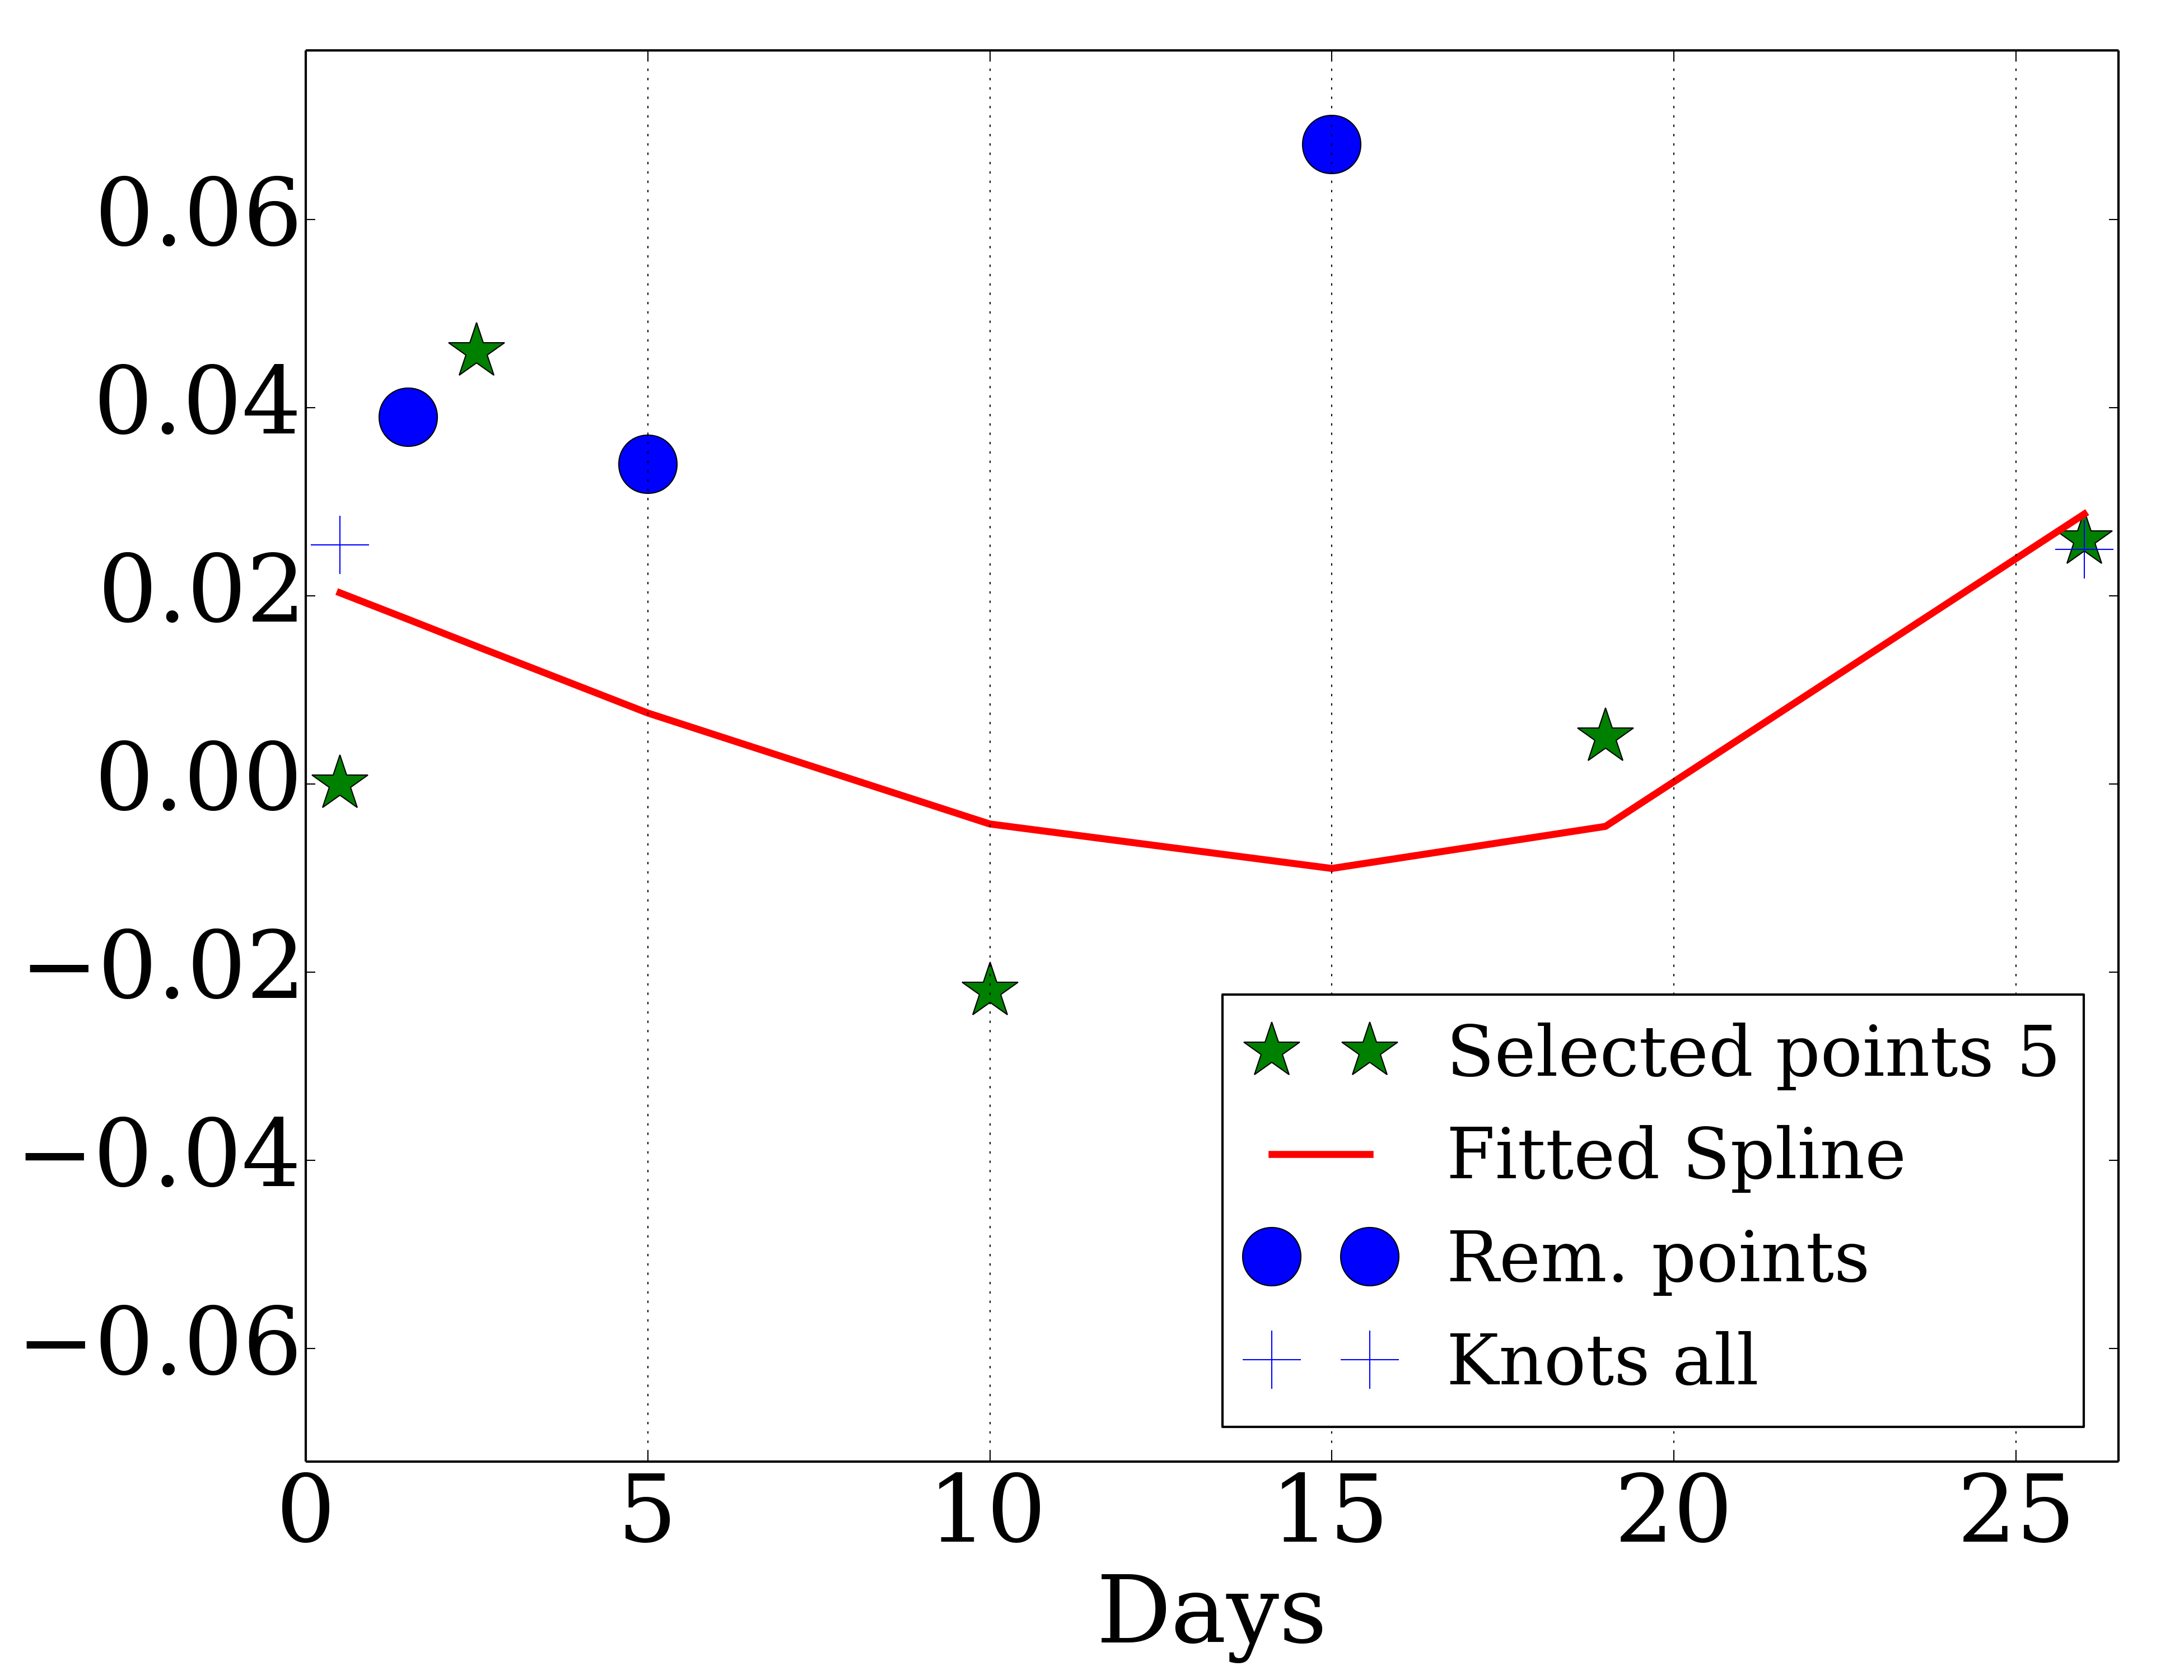 0.06
0.04
0.02
0.00
−0.02
−0.04
−0.06
Selected points 5
Fitted Spline
Rem. points
Knots all
0 5 10 15 20 25
Days